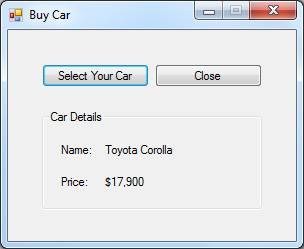 Buy Car
Select Your Car Close
Car Details
Name: Toyota Corolla
Price: $17,900